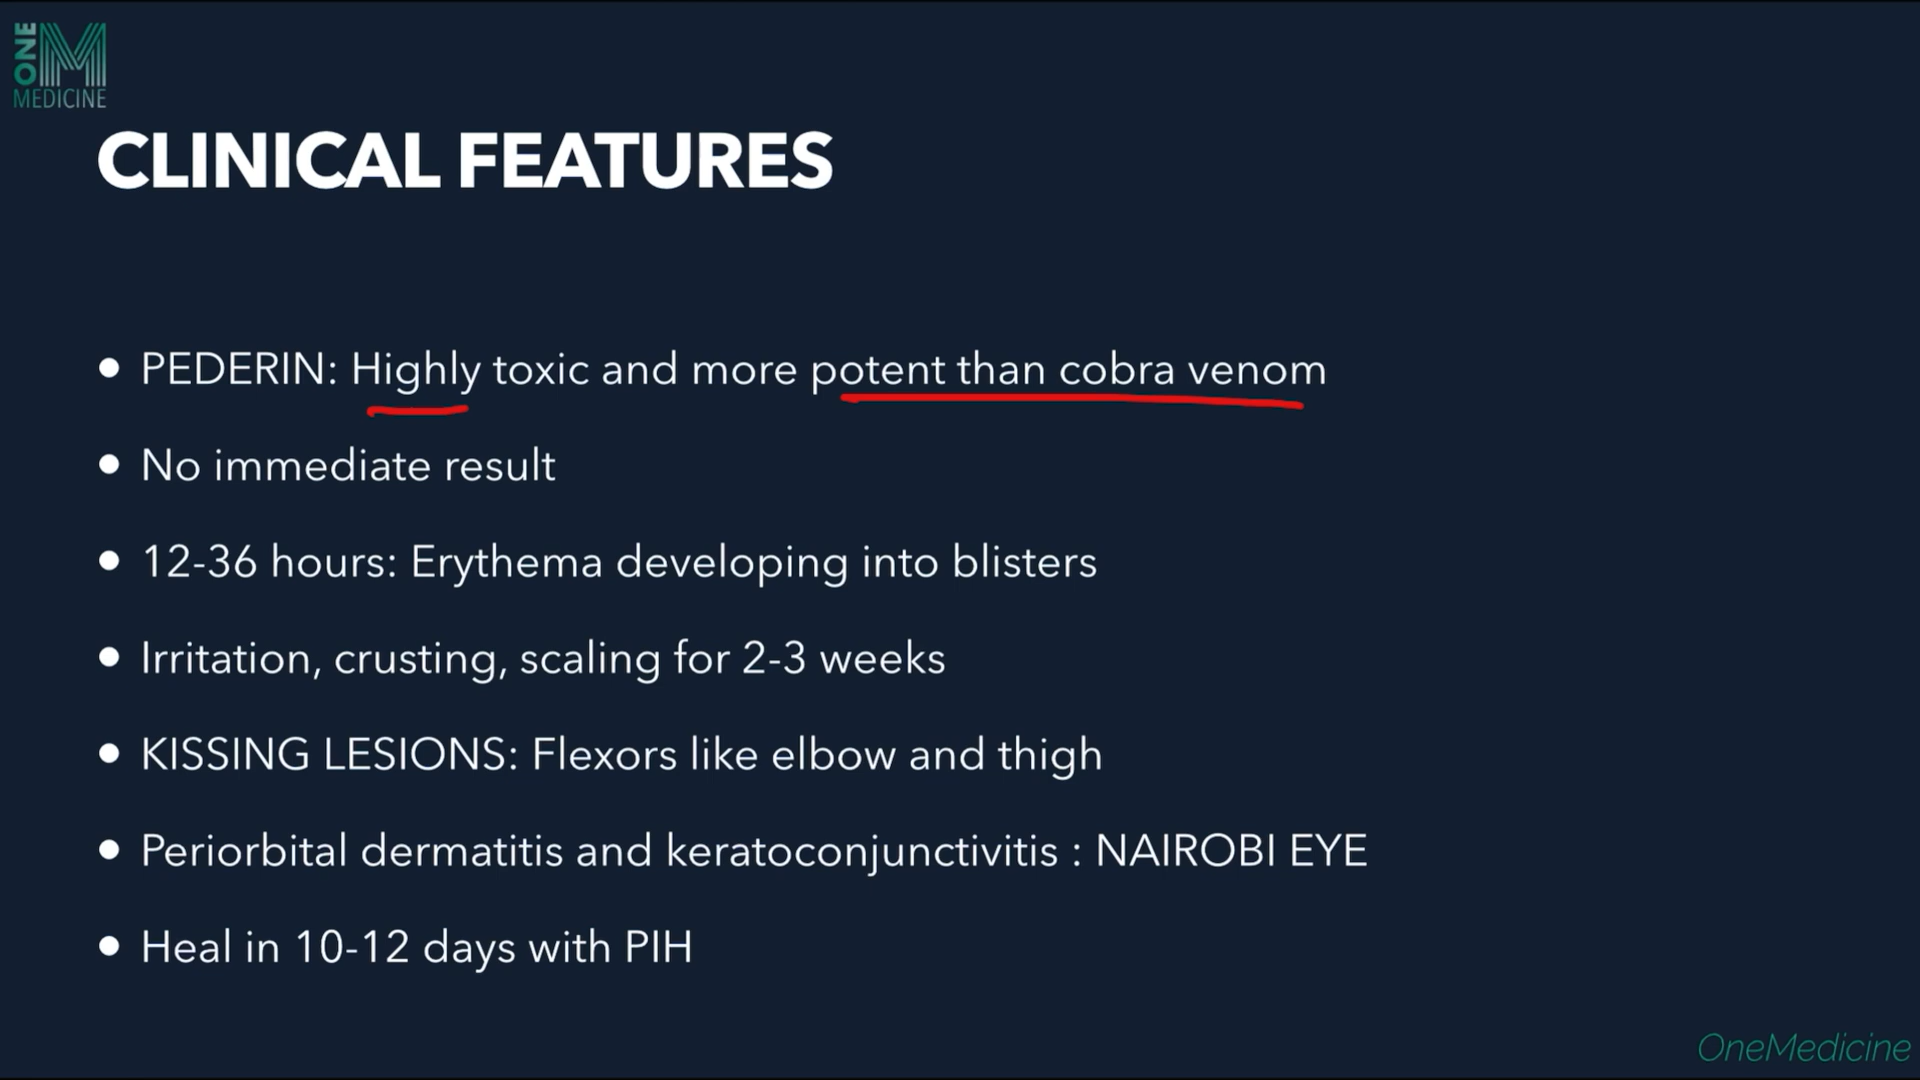 ONE
MEDICINE
CLINICAL FEATURES
• PEDERIN: Highly toxic and more potent than cobra venom
• No immediate result
• 12-36 hours: Erythema developing into blisters
• Irritation, crusting, scaling for 2-3 weeks
• KISSING LESIONS: Flexors like elbow and thigh
• Periorbital dermatitis and keratoconjunctivitis : NAIROBI EYE
• Heal in 10-12 days with PIH
OneMedicine